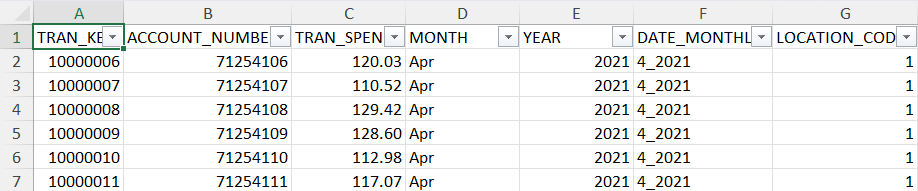 A B C D E F G
1 TRAN_KE ACCOUNT_NUMBE TRAN_SPEN MONTH YEAR DATE_MONTHL LOCATION_COD
2 10000006 71254106 120.03 Apr 2021 4_2021 1
3 10000007 71254107 110.52 Apr 2021 4_2021 1
4 10000008 71254108 129.42 Apr 2021 4_2021 1
5 10000009 71254109 128.60 Apr 2021 4_2021 1
6 10000010 71254110 112.98 Apr 2021 4_2021 1
7 10000011 71254111 117.07 Apr 2021 4_2021 1